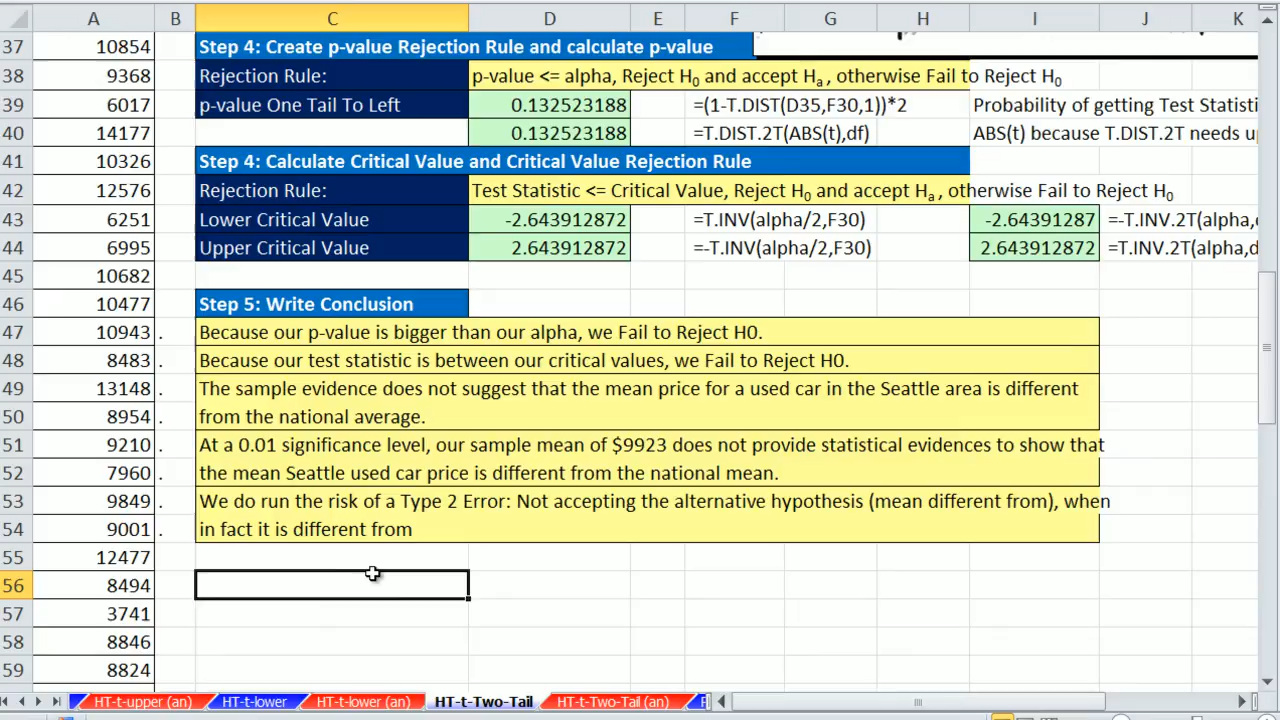 A B C D E F G H I J K
37 10854 Step 4: Create p-value Rejection Rule and calculate p-value
38 9368 Rejection Rule: p-value <= alpha, Reject H0 and accept Ha , otherwise Fail to Reject H0
39 6017 p-value One Tail To Left 0.132523188 =(1-T.DIST(D35,F30,1))*2 Probability of getting Test Statisti
40 14177 0.132523188 =T.DIST.2T(ABS(t),df) ABS(t) because T.DIST.2T needs up
41 10326 Step 4: Calculate Critical Value and Critical Value Rejection Rule
42 12576 Rejection Rule: Test Statistic <= Critical Value, Reject H0 and accept Ha , otherwise Fail to Reject H0
43 6251 Lower Critical Value -2.643912872 =T.INV(alpha/2,F30) -2.64391287 =-T.INV.2T(alpha,d
44 6995 Upper Critical Value 2.643912872 =-T.INV(alpha/2,F30) 2.643912872 =T.INV.2T(alpha,d
45 10682
46 10477 Step 5: Write Conclusion
47 10943 . Because our p-value is bigger than our alpha, we Fail to Reject H0.
48 8483 . Because our test statistic is between our critical values, we Fail to Reject H0.
49 13148 . The sample evidence does not suggest that the mean price for a used car in the Seattle area is different
50 8954 . from the national average.
51 9210 . At a 0.01 significance level, our sample mean of $9923 does not provide statistical evidences to show that
52 7960 . the mean Seattle used car price is different from the national mean.
53 9849 . We do run the risk of a Type 2 Error: Not accepting the alternative hypothesis (mean different from), when
54 9001 . in fact it is different from
55 12477
56 8494
57 3741
58 8846
59 8824
HT-t-upper (an) HT-t-lower HT-t-lower (an) HT-t-Two-Tail HT-t-Two-Tail (an)